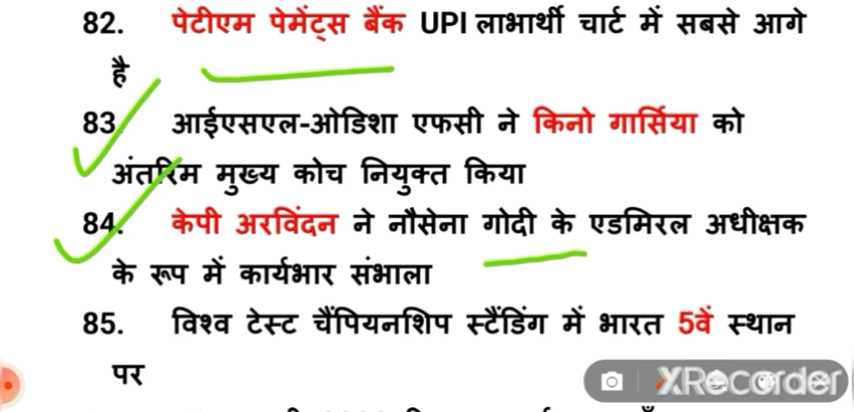 82. पेटीएम पेमेंट्स बैंक UPI लाभार्थी चार्ट में सबसे आगे
है
83. आईएसएल-ओडिशा एफसी ने किनो गार्सिया को
अंतरिम मुख्य कोच नियुक्त किया
84. केपी अरविंदन ने नौसेना गोदी के एडमिरल अधीक्षक
के रूप में कार्यभार संभाला
85. विश्व टेस्ट चैंपियनशिप स्टैंडिंग में भारत 5वें स्थान
पर
XRecorder